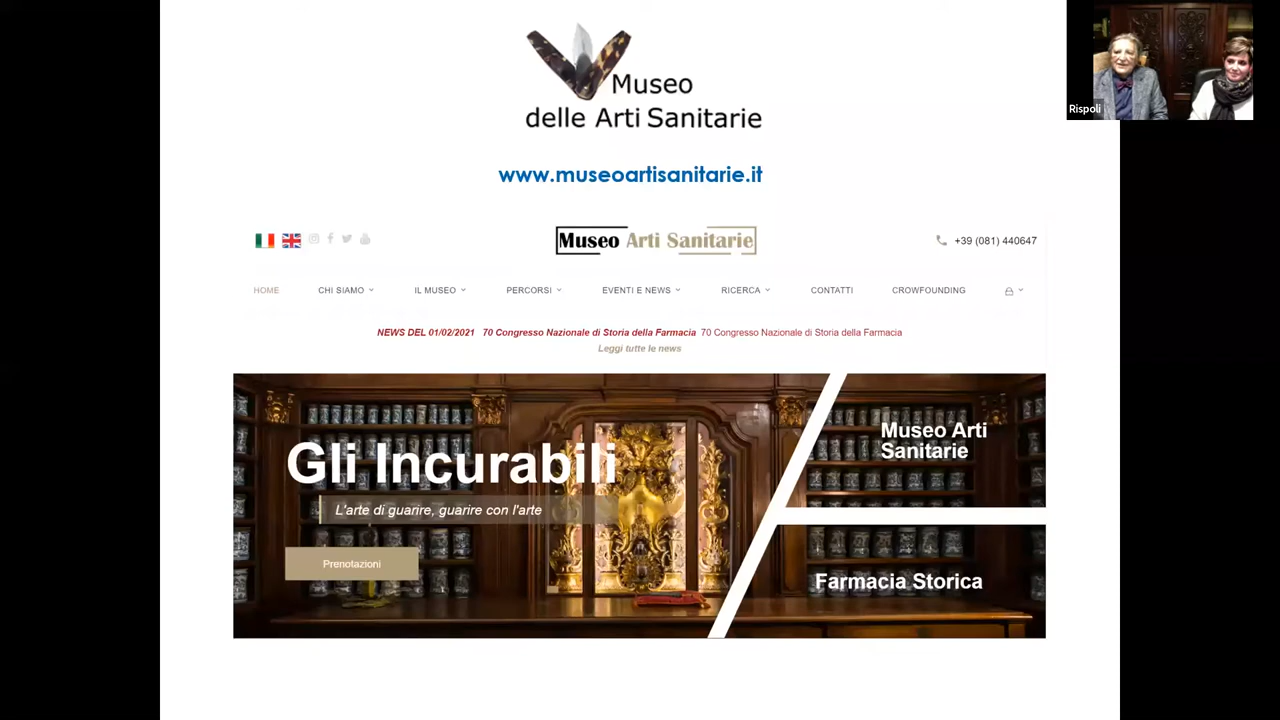 Museo
delle Arti Sanitarie
www.museoartisanitarie.it
Rispoli
Museo Arti Sanitarie
+39 (081) 440647
HOME
CHI SIAMO
IL MUSEO
PERCORSI
EVENTI E NEWS
RICERCA
CONTATTI
CROWFOUNDING
NEWS DEL 01/02/2021 70 Congresso Nazionale di Storia della Farmacia 70 Congresso Nazionale di Storia della Farmacia
Leggi tutte le news
Gli Incurabili
L'arte di guarire, guarire con l'arte
Prenotazioni
Museo Arti
Sanitarie
Farmacia Storica